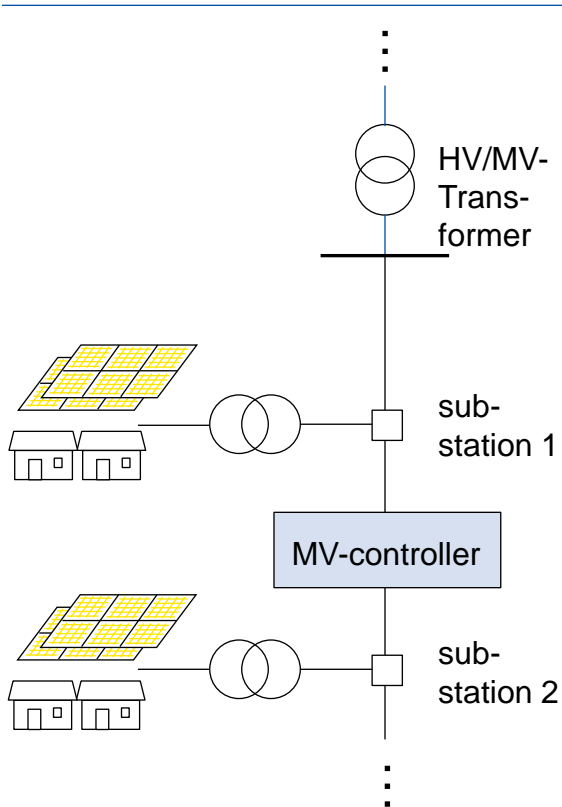 HV/MV-
Trans-
former
sub-
station 1
MV-controller
sub-
station 2